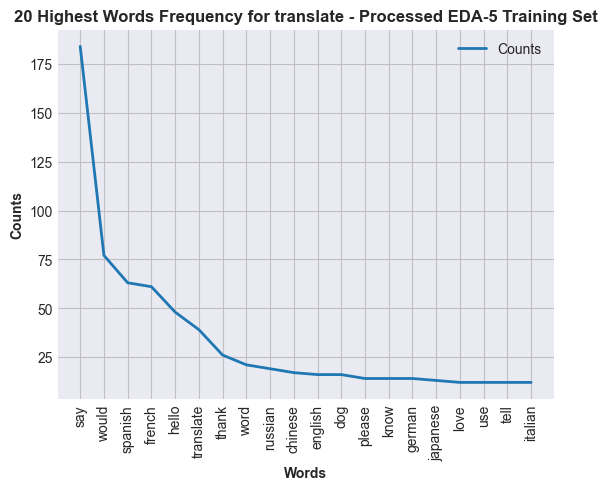 20 Highest Words Frequency for translate - Processed EDA-5 Training Set
Counts
175
150
125
100
75
50
25
Counts
say
would
spanish
french
hello
translate
thank
word
russian
chinese
english
dog
please
know
german
japanese
love
use
tell
italian
Words